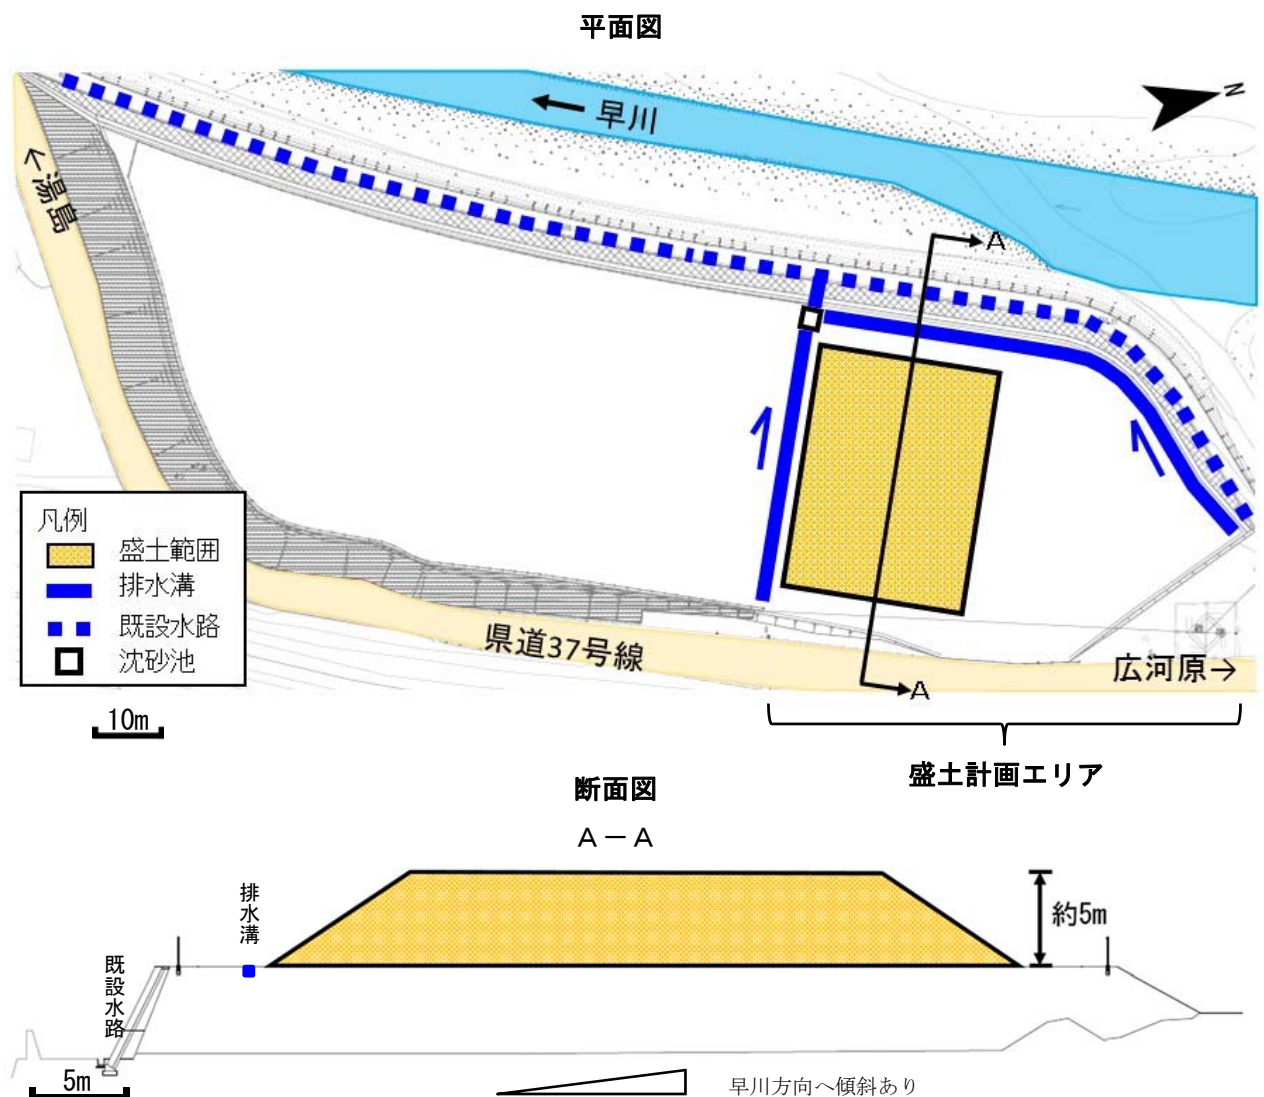 平面図
早川
N
←湯島
A
凡例
盛土範囲
排水溝
既設水路
沈砂池
県道37号線
広河原→
A
10m
盛土計画エリア
断面図
A－A
排水溝
約5m
既設水路
5m
早川方向へ傾斜あり